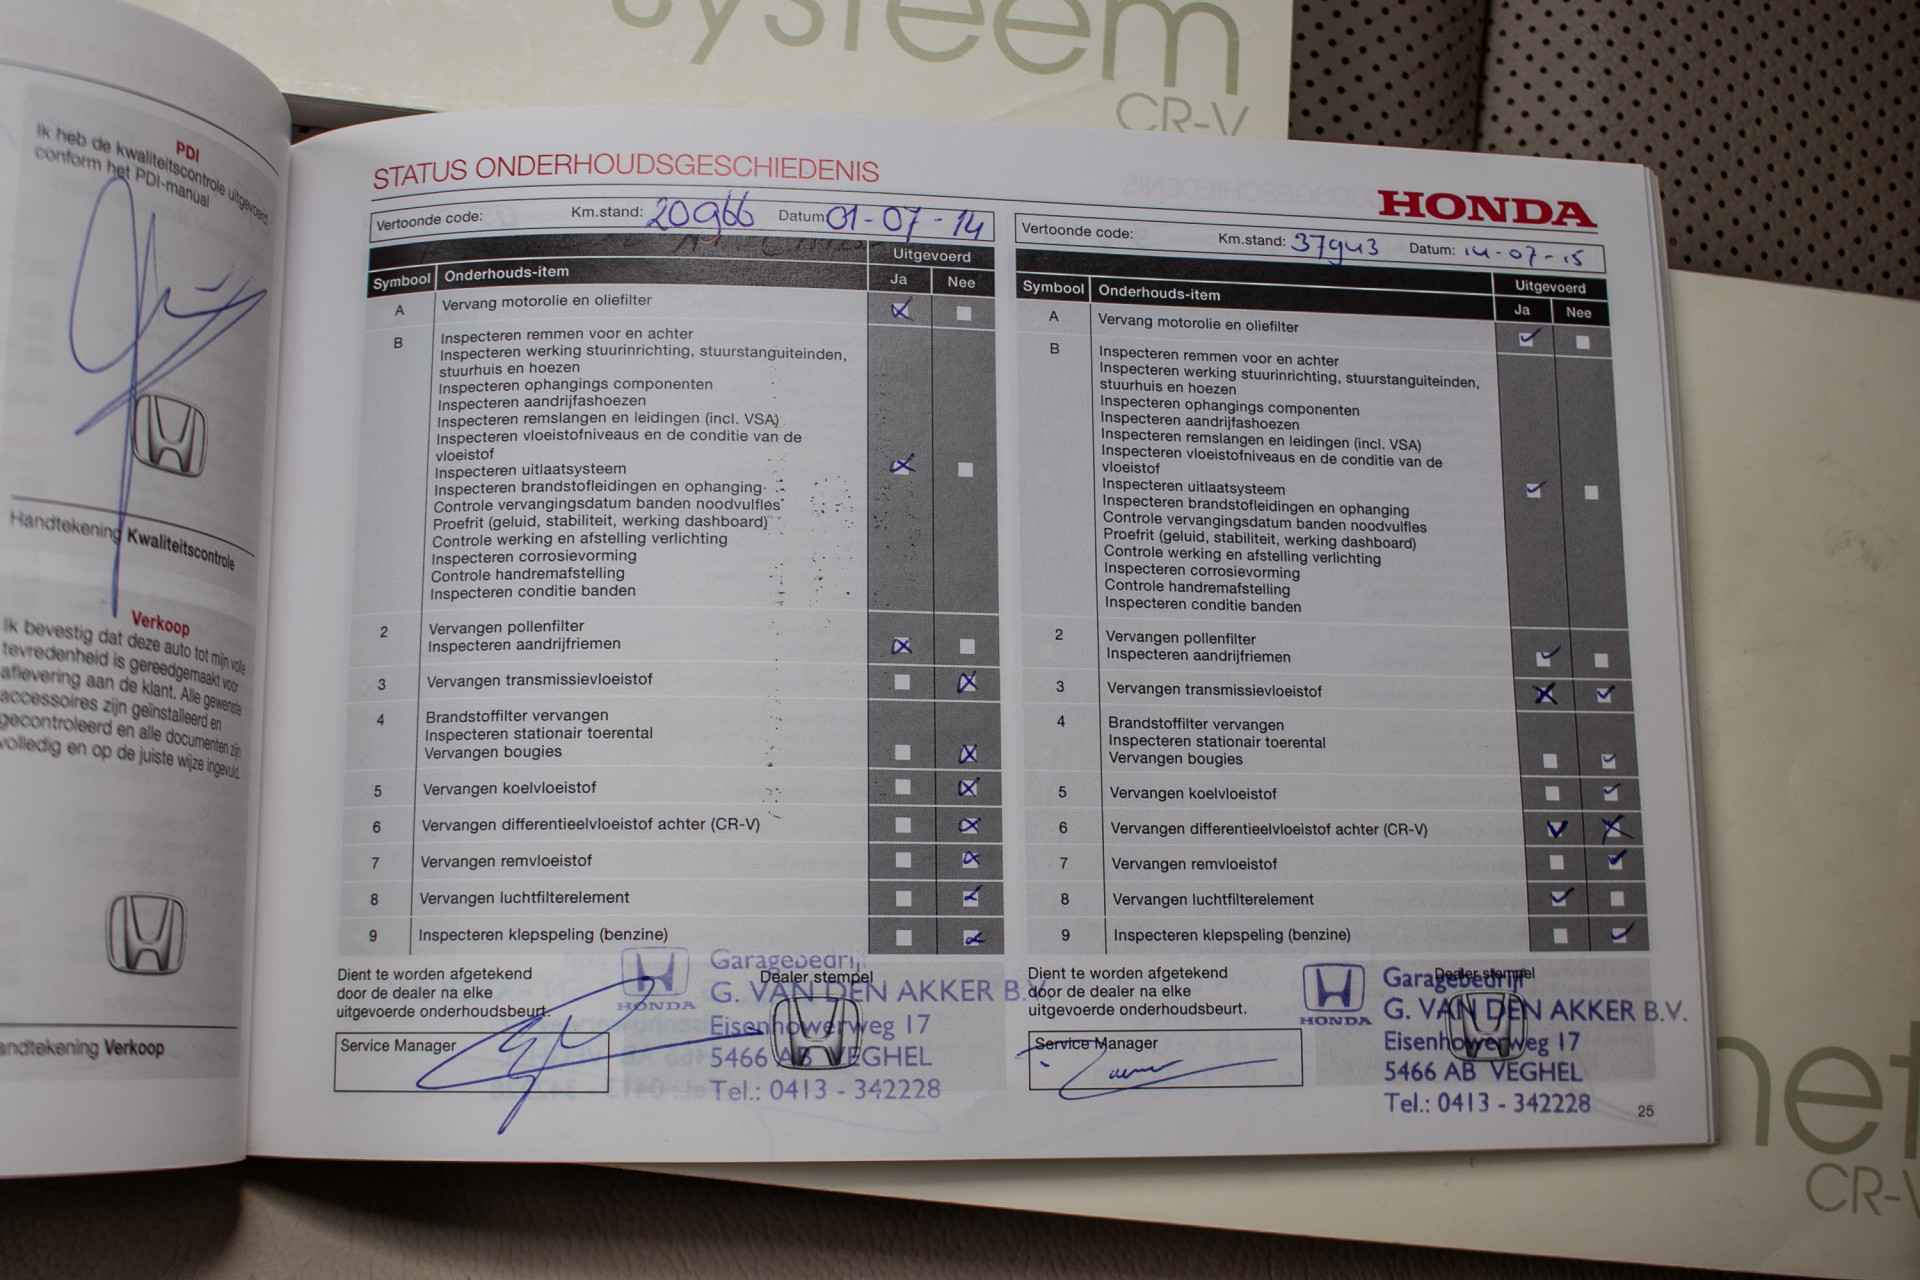 systeem
CR-V
PDI
Ik heb de kwaliteitscontrole uitgevoerd
conform het PDI-manual
Handtekening Kwaliteitscontrole
Verkoop
Ik bevestig dat deze auto tot mijn volle
tevredenheid is gereedgemaakt voor
aflevering aan de klant. Alle gewenste
accessoires zijn geïnstalleerd en
gecontroleerd en alle documenten zijn
volledig en op de juiste wijze ingevuld.
andtekening Verkoop
STATUS ONDERHOUDSGESCHIEDENIS
HONDA
Vertoonde code: Km.stand: 20966 Datum: 01-07-14
Uitgevoerd
Symbool Onderhouds-item Ja Nee
A Vervang motorolie en oliefilter
B Inspecteren remmen voor en achter
Inspecteren werking stuurinrichting, stuurstanguiteinden,
stuurhuis en hoezen
Inspecteren ophangings componenten
Inspecteren aandrijfashoezen
Inspecteren remslangen en leidingen (incl. VSA)
Inspecteren vloeistofniveaus en de conditie van de
vloeistof
Inspecteren uitlaatsysteem
Inspecteren brandstofleidingen en ophanging
Controle vervangingsdatum banden noodvulfles
Proefrit (geluid, stabiliteit, werking dashboard)
Controle werking en afstelling verlichting
Inspecteren corrosievorming
Controle handremafstelling
Inspecteren conditie banden
2 Vervangen pollenfilter
Inspecteren aandrijfriemen
3 Vervangen transmissievloeistof
4 Brandstoffilter vervangen
Inspecteren stationair toerental
Vervangen bougies
5 Vervangen koelvloeistof
6 Vervangen differentieelvloeistof achter (CR-V)
7 Vervangen remvloeistof
8 Vervangen luchtfilterelement
9 Inspecteren klepspeling (benzine)
Dient te worden afgetekend
door de dealer na elke
uitgevoerde onderhoudsbeurt.
Service Manager
Dealer stempel
HONDA
Garagebedrijf
G. VAN DEN AKKER B.V.
Eisenhowerweg 17
5466 AB VEGHEL
Tel.: 0413 - 342228
Vertoonde code: Km.stand: 37943 Datum: 14-07-15
Uitgevoerd
Symbool Onderhouds-item Ja Nee
A Vervang motorolie en oliefilter
B Inspecteren remmen voor en achter
Inspecteren werking stuurinrichting, stuurstanguiteinden,
stuurhuis en hoezen
Inspecteren ophangings componenten
Inspecteren aandrijfashoezen
Inspecteren remslangen en leidingen (incl. VSA)
Inspecteren vloeistofniveaus en de conditie van de
vloeistof
Inspecteren uitlaatsysteem
Inspecteren brandstofleidingen en ophanging
Controle vervangingsdatum banden noodvulfles
Proefrit (geluid, stabiliteit, werking dashboard)
Controle werking en afstelling verlichting
Inspecteren corrosievorming
Controle handremafstelling
Inspecteren conditie banden
2 Vervangen pollenfilter
Inspecteren aandrijfriemen
3 Vervangen transmissievloeistof
4 Brandstoffilter vervangen
Inspecteren stationair toerental
Vervangen bougies
5 Vervangen koelvloeistof
6 Vervangen differentieelvloeistof achter (CR-V)
7 Vervangen remvloeistof
8 Vervangen luchtfilterelement
9 Inspecteren klepspeling (benzine)
Dient te worden afgetekend
door de dealer na elke
uitgevoerde onderhoudsbeurt.
Service Manager
Dealer stempel
HONDA
Garagebedrijf
G. VAN DEN AKKER B.V.
Eisenhowerweg 17
5466 AB VEGHEL
Tel.: 0413 - 342228
25
net
CR-V